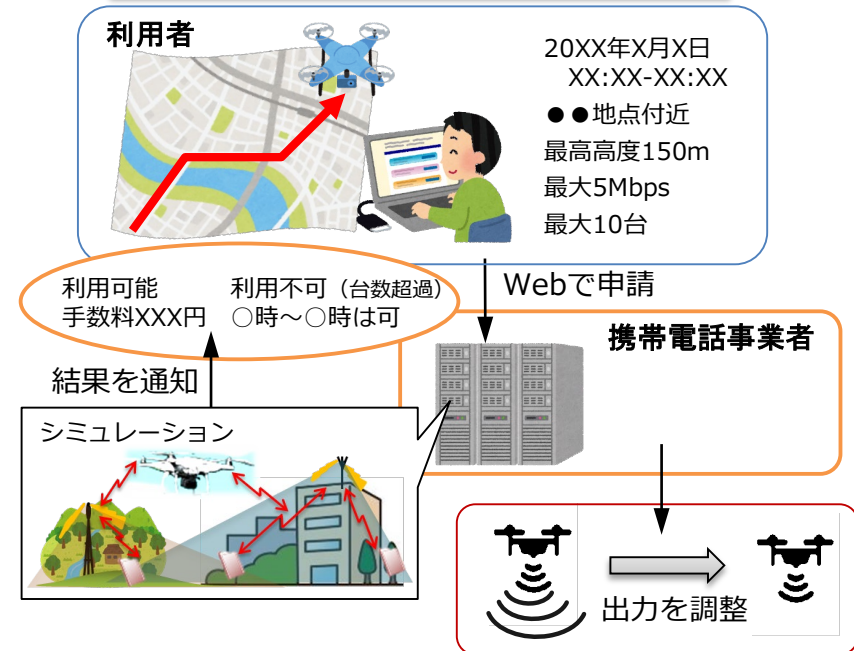 利用者
20XX年X月X日
XX:XX-XX:XX
●●地点付近
最高高度150m
最大5Mbps
最大10台
Webで申請
利用可能
手数料XXX円
利用不可（台数超過）
○時～○時は可
携帯電話事業者
結果を通知
シミュレーション
出力を調整